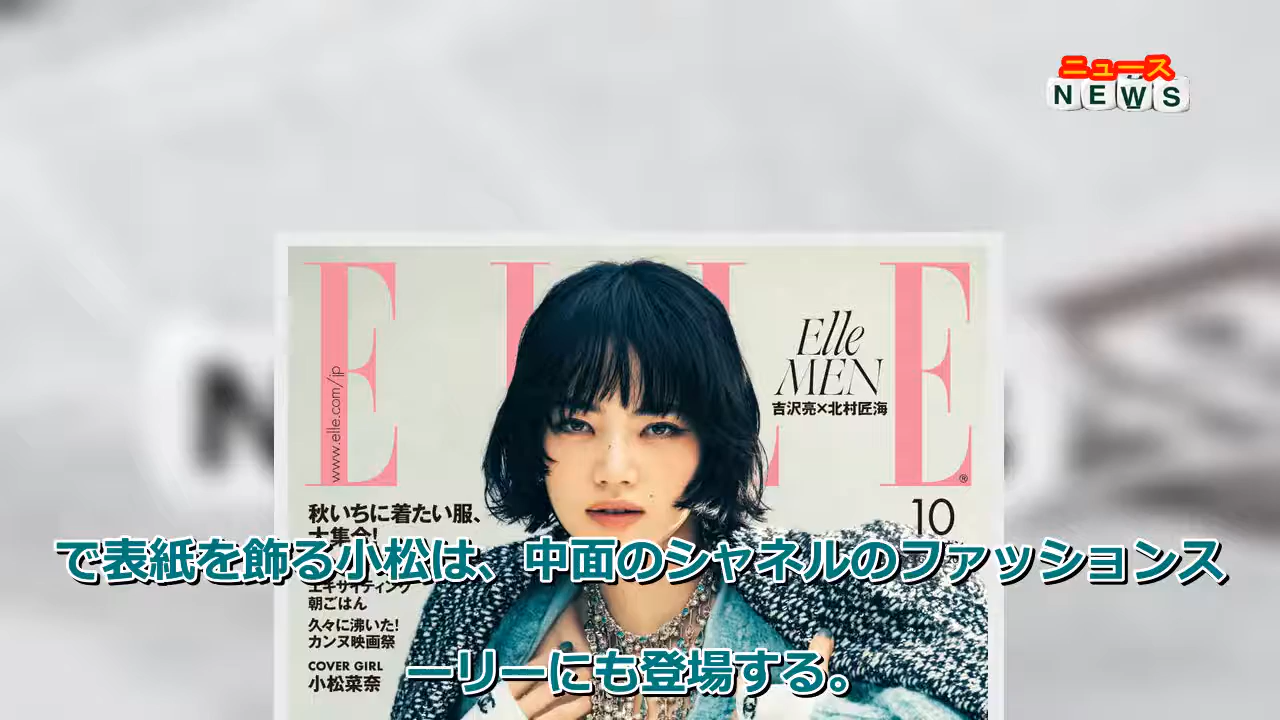 ニュース
NEWS
ELLE
www.elle.com/jp
Elle
MEN
吉沢亮×北村匠海
®
秋いちに着たい服、
大集合!
10
で表紙を飾る小松は、中面のシャネルのファッションス
エキサイティング
朝ごはん
久々に沸いた!
カンヌ映画祭
COVER GIRL
小松菜奈
ーリーにも登場する。